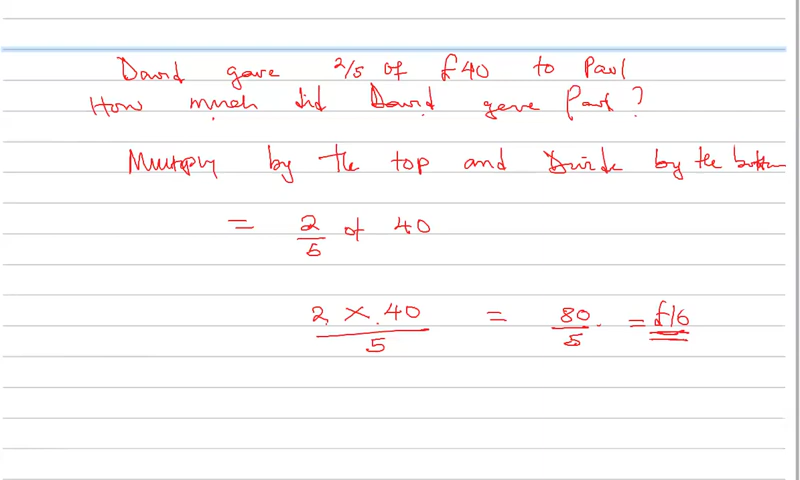 David gave 2/5 of £40 to Paul
How much did David gave Paul?
Multiply by the top and Divide by the bottom
= 2/5 of 40
2 × 40 / 5 = 80/5 = £16